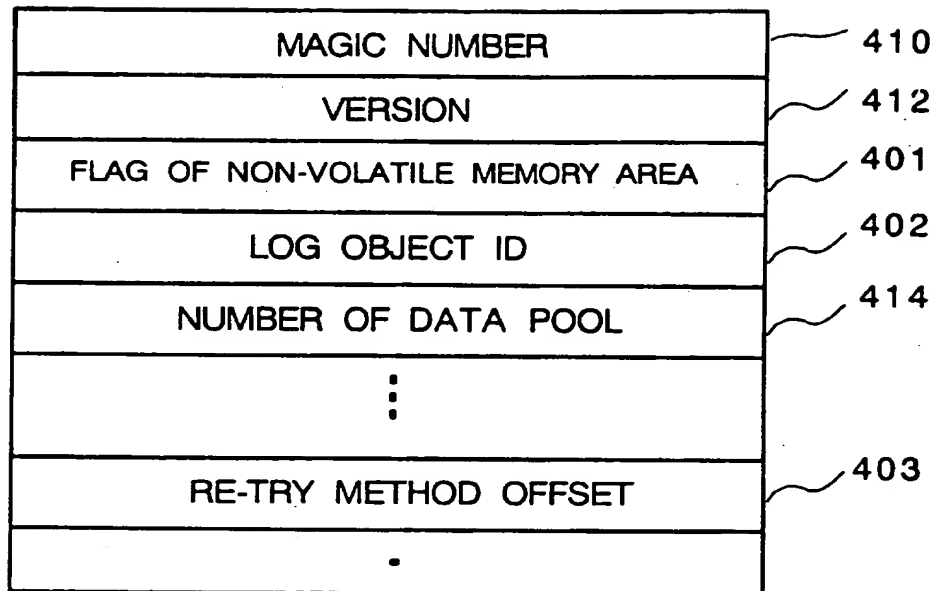 MAGIC NUMBER 410
VERSION 412
FLAG OF NON-VOLATILE MEMORY AREA 401
LOG OBJECT ID 402
NUMBER OF DATA POOL 414
RE-TRY METHOD OFFSET 403